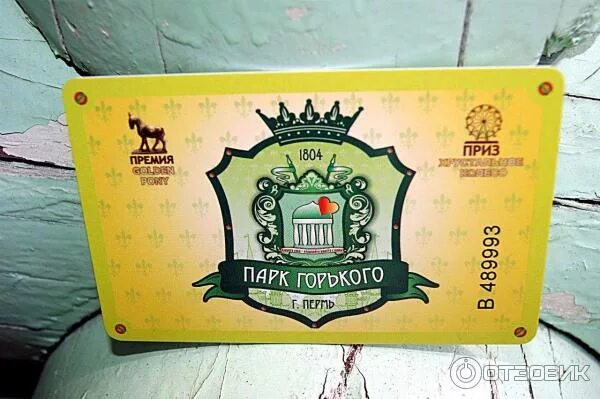 1804
ПРЕМИЯ
GOLDEN
PONY
ПРИЗ
ХРУСТАЛЬНОЕ
КОЛЕСО
ПАРК ГОРЬКОГО
Г. ПЕРМЬ
В 489993
ОТЗОВИК